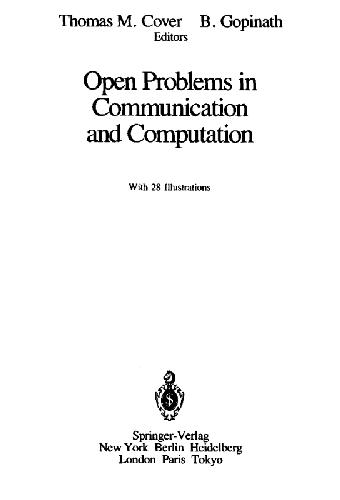 Thomas M. Cover B. Gopinath
Editors
Open Problems in
Communication
and Computation
With 28 Illustrations
Springer-Verlag
New York Berlin Heidelberg
London Paris Tokyo